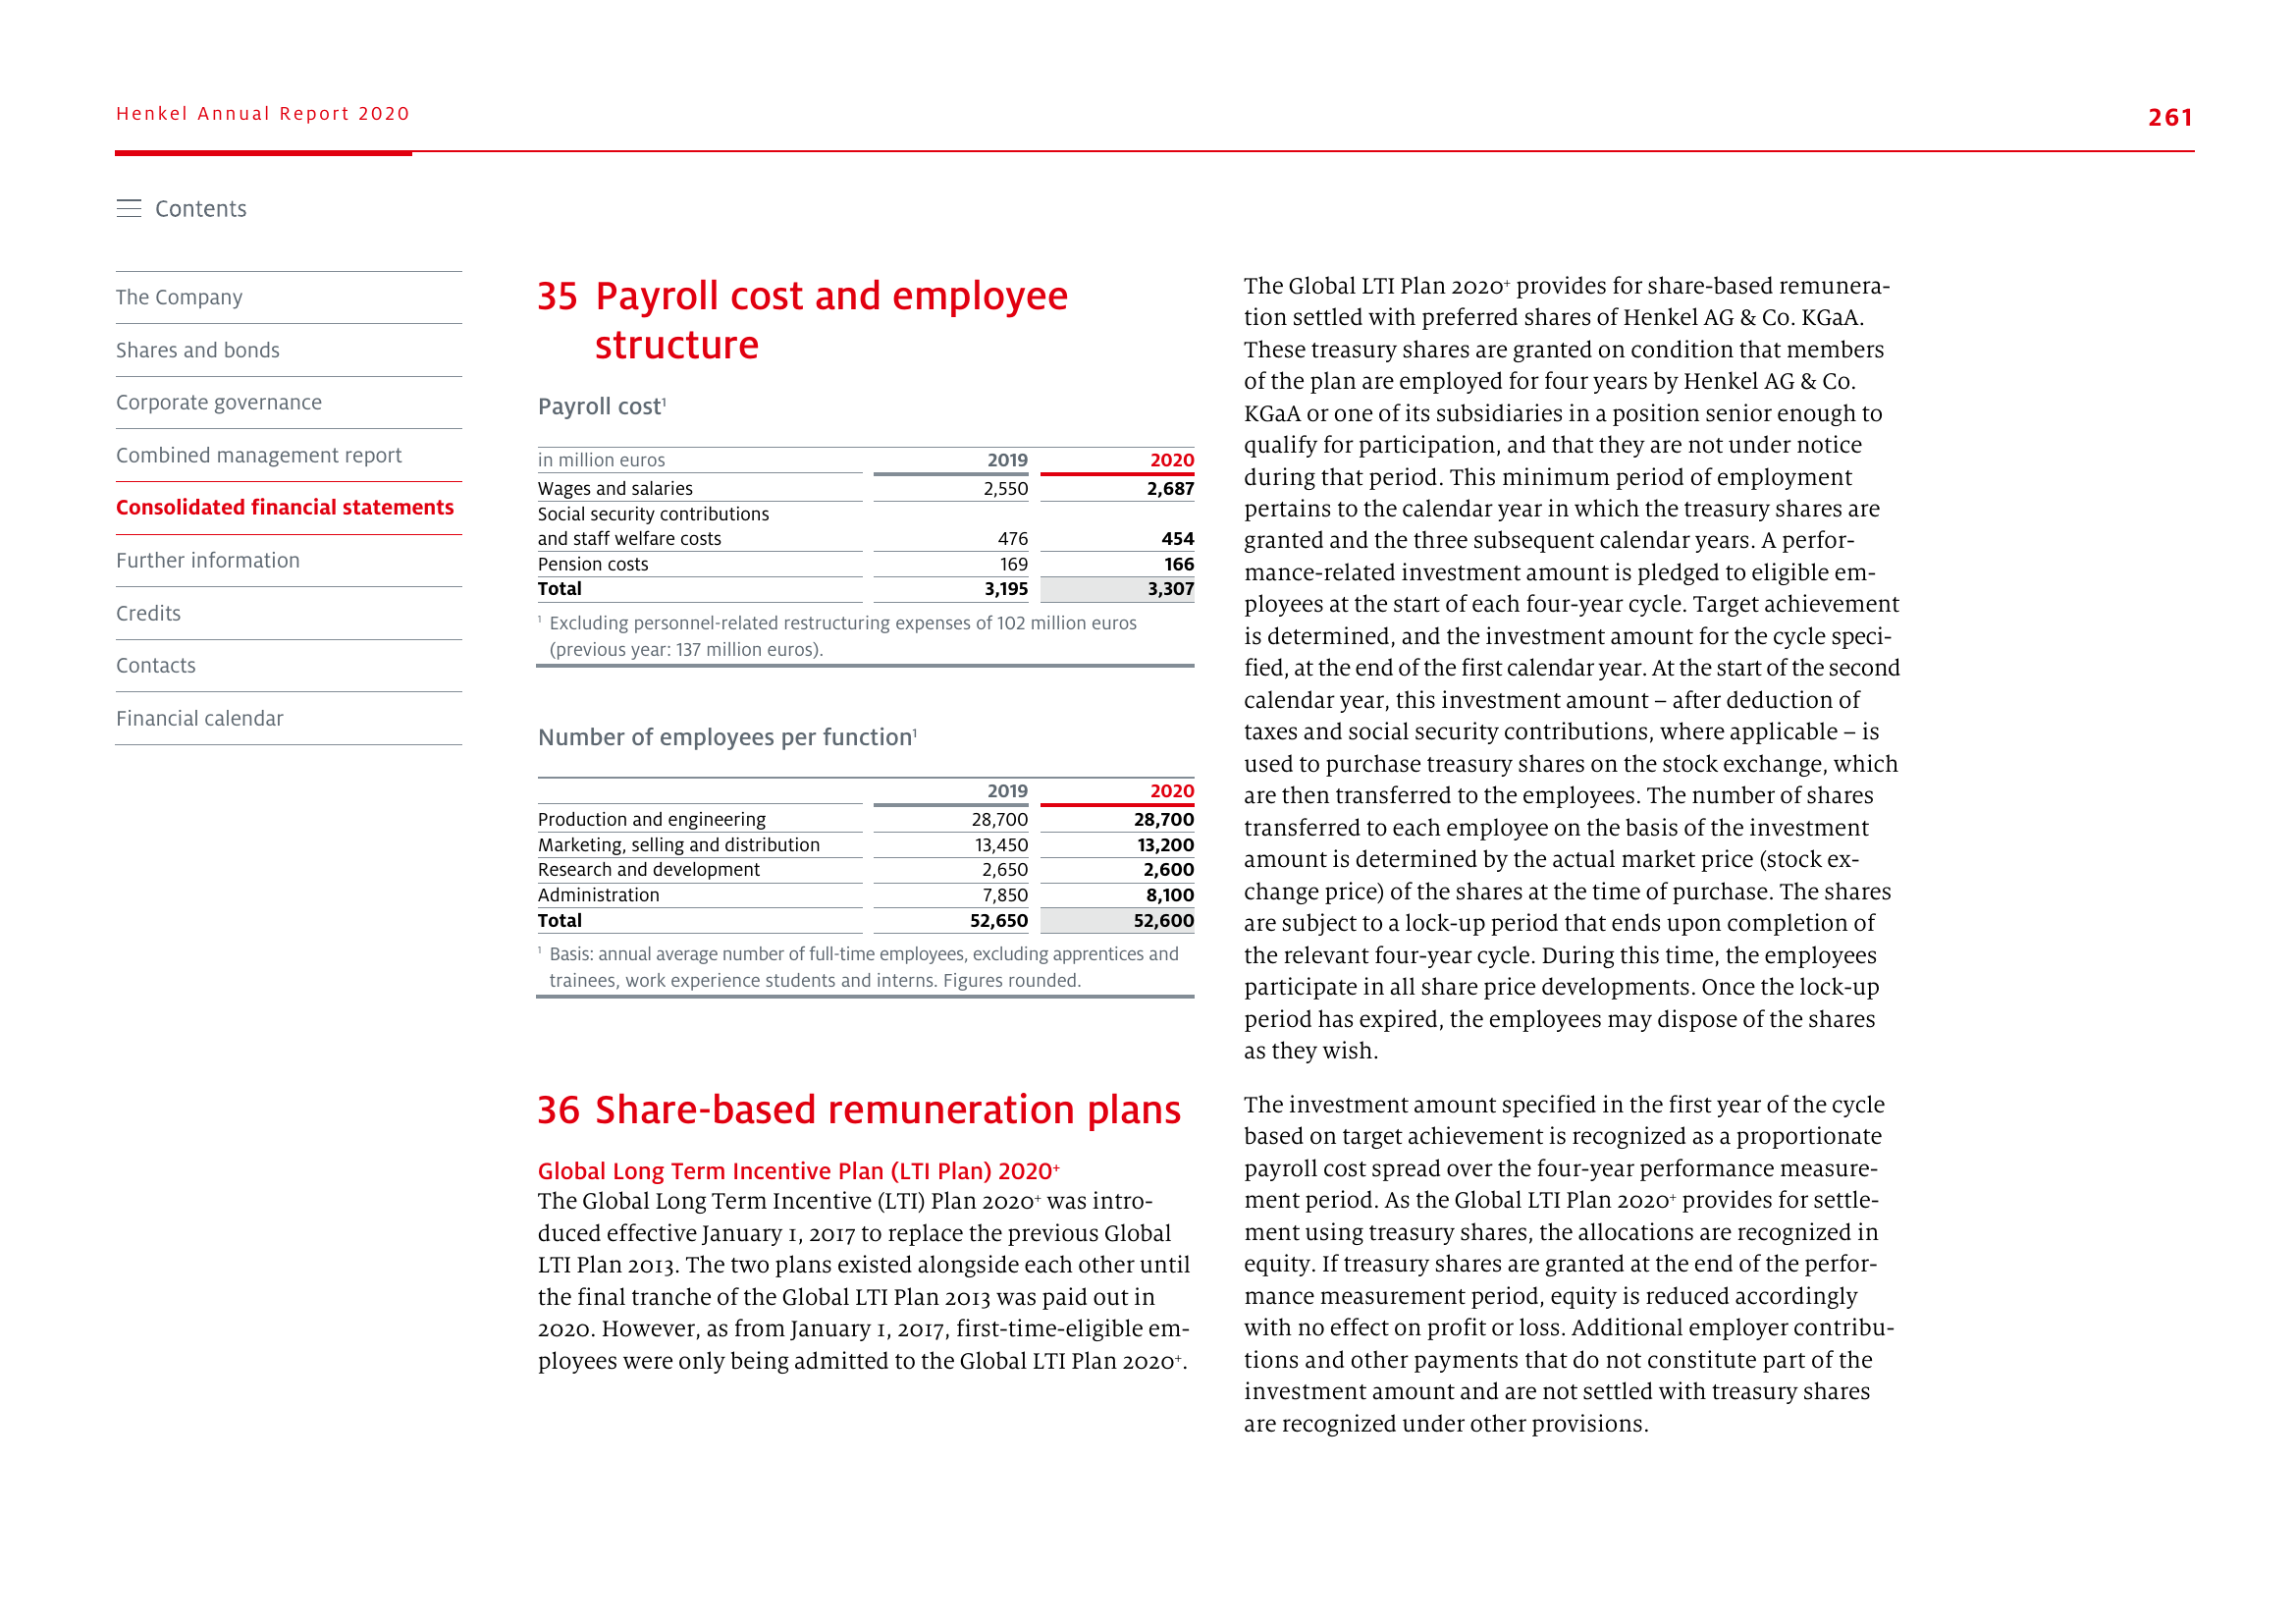 Henkel Annual Report 2020
261
Contents
The Company
Shares and bonds
Corporate governance
Combined management report
Consolidated financial statements
Further information
Credits
Contacts
Financial calendar
35 Payroll cost and employee
structure
Payroll cost¹
in million euros 2019 2020
Wages and salaries 2,550 2,687
Social security contributions
and staff welfare costs 476 454
Pension costs 169 166
Total 3,195 3,307
¹ Excluding personnel-related restructuring expenses of 102 million euros
(previous year: 137 million euros).
Number of employees per function¹
2019 2020
Production and engineering 28,700 28,700
Marketing, selling and distribution 13,450 13,200
Research and development 2,650 2,600
Administration 7,850 8,100
Total 52,650 52,600
¹ Basis: annual average number of full-time employees, excluding apprentices and
trainees, work experience students and interns. Figures rounded.
36 Share-based remuneration plans
Global Long Term Incentive Plan (LTI Plan) 2020⁺
The Global Long Term Incentive (LTI) Plan 2020⁺ was intro-
duced effective January 1, 2017 to replace the previous Global
LTI Plan 2013. The two plans existed alongside each other until
the final tranche of the Global LTI Plan 2013 was paid out in
2020. However, as from January 1, 2017, first-time-eligible em-
ployees were only being admitted to the Global LTI Plan 2020⁺.
The Global LTI Plan 2020⁺ provides for share-based remunera-
tion settled with preferred shares of Henkel AG & Co. KGaA.
These treasury shares are granted on condition that members
of the plan are employed for four years by Henkel AG & Co.
KGaA or one of its subsidiaries in a position senior enough to
qualify for participation, and that they are not under notice
during that period. This minimum period of employment
pertains to the calendar year in which the treasury shares are
granted and the three subsequent calendar years. A perfor-
mance-related investment amount is pledged to eligible em-
ployees at the start of each four-year cycle. Target achievement
is determined, and the investment amount for the cycle speci-
fied, at the end of the first calendar year. At the start of the second
calendar year, this investment amount – after deduction of
taxes and social security contributions, where applicable – is
used to purchase treasury shares on the stock exchange, which
are then transferred to the employees. The number of shares
transferred to each employee on the basis of the investment
amount is determined by the actual market price (stock ex-
change price) of the shares at the time of purchase. The shares
are subject to a lock-up period that ends upon completion of
the relevant four-year cycle. During this time, the employees
participate in all share price developments. Once the lock-up
period has expired, the employees may dispose of the shares
as they wish.
The investment amount specified in the first year of the cycle
based on target achievement is recognized as a proportionate
payroll cost spread over the four-year performance measure-
ment period. As the Global LTI Plan 2020⁺ provides for settle-
ment using treasury shares, the allocations are recognized in
equity. If treasury shares are granted at the end of the perfor-
mance measurement period, equity is reduced accordingly
with no effect on profit or loss. Additional employer contribu-
tions and other payments that do not constitute part of the
investment amount and are not settled with treasury shares
are recognized under other provisions.